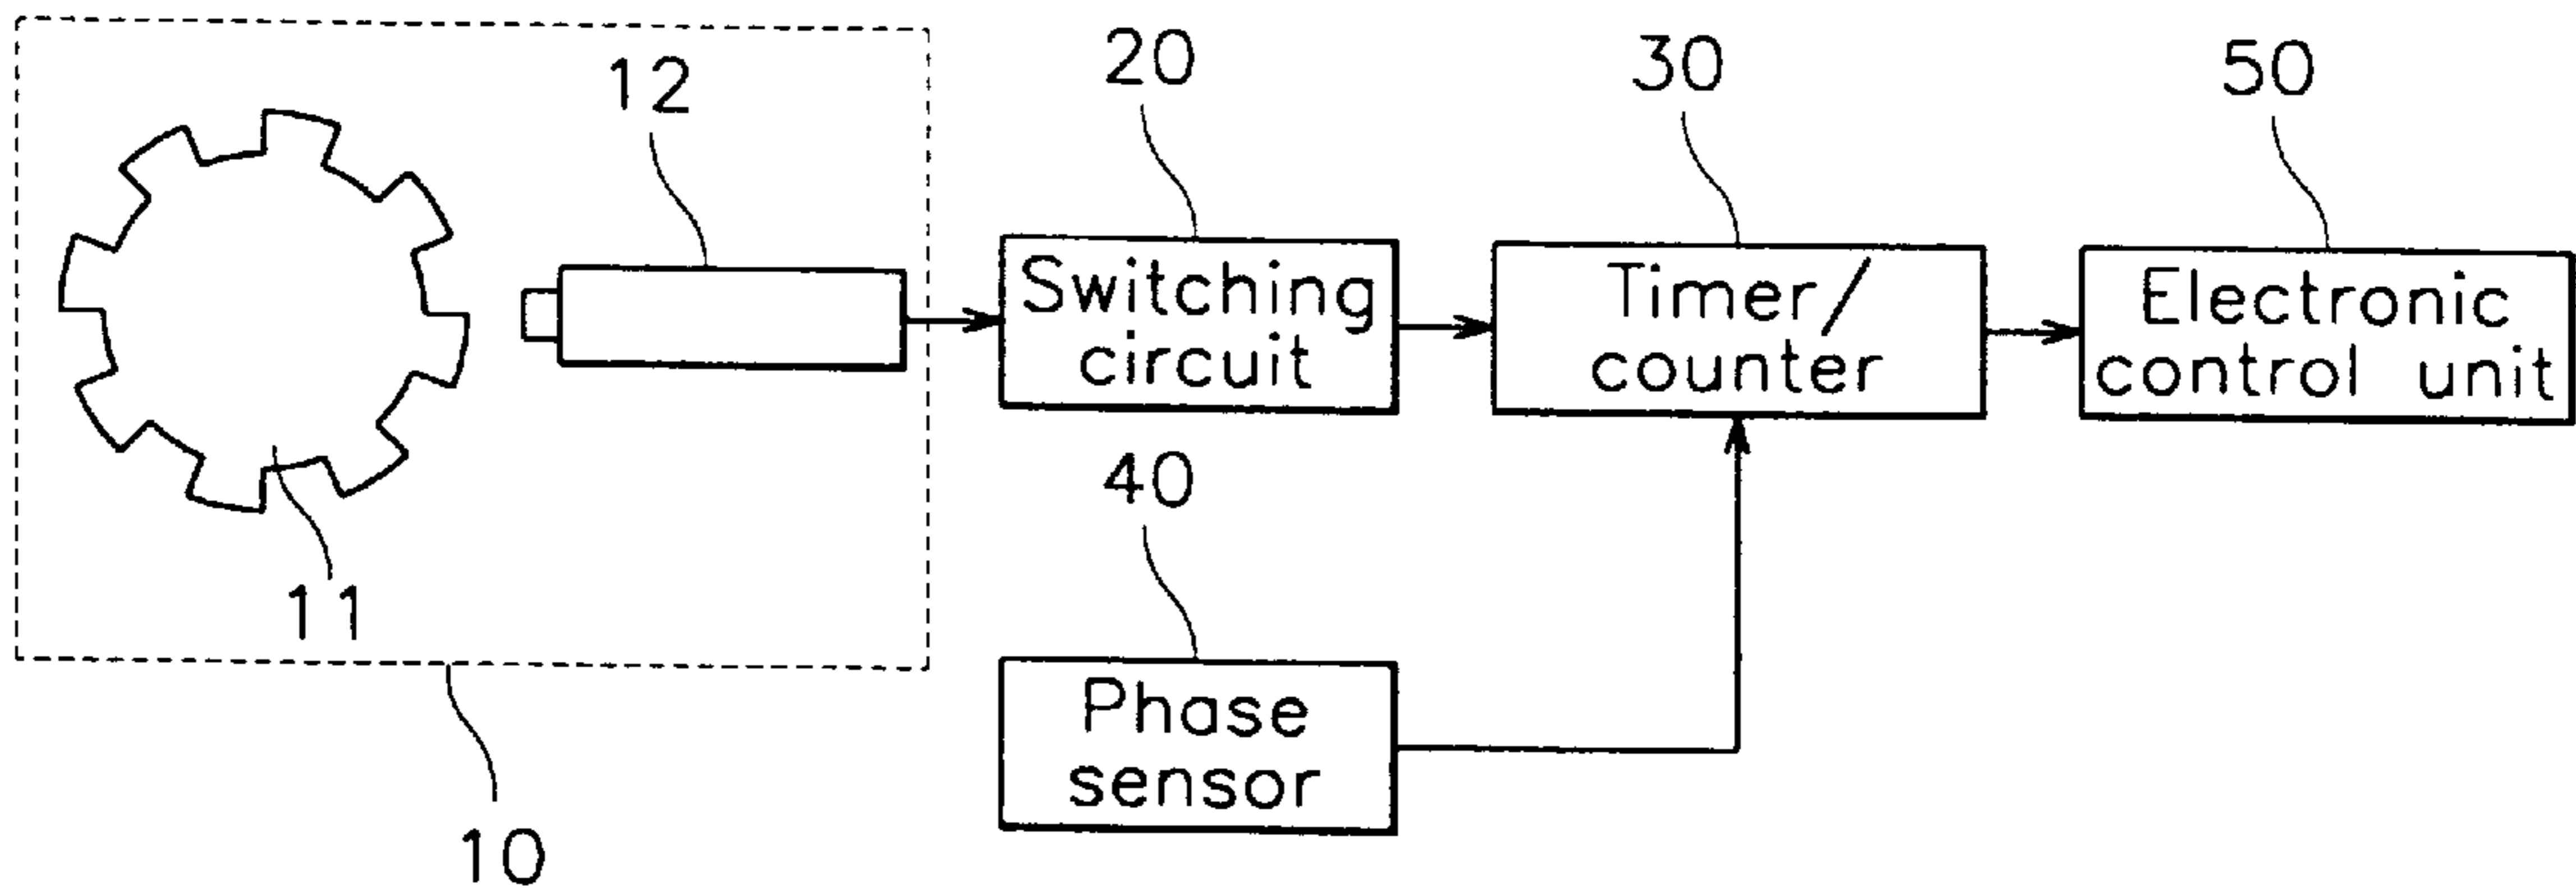 12
20
30
50
Switching
circuit
Timer/
counter
Electronic
control unit
11
40
Phase
sensor
10